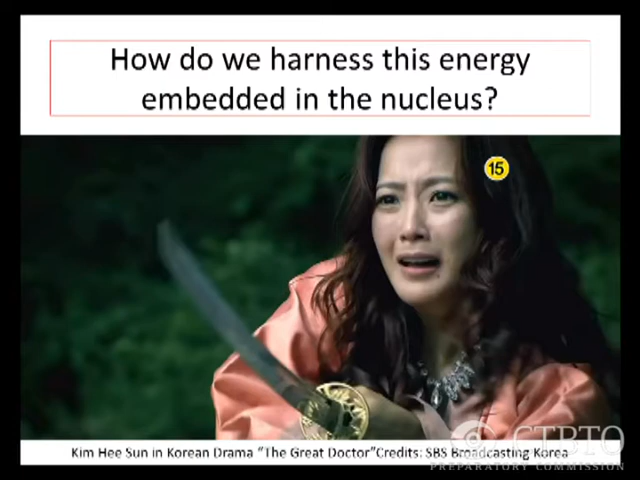 How do we harness this energy
embedded in the nucleus?
15
Kim Hee Sun in Korean Drama "The Great Doctor"Credits: SBS Broadcasting Korea
CTBTO
PREPARATORY COMMISSION